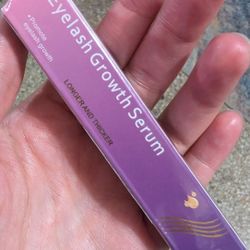 • Promote
eyelash growth
Eyelash Growth Serum
LONGER AND THICKER